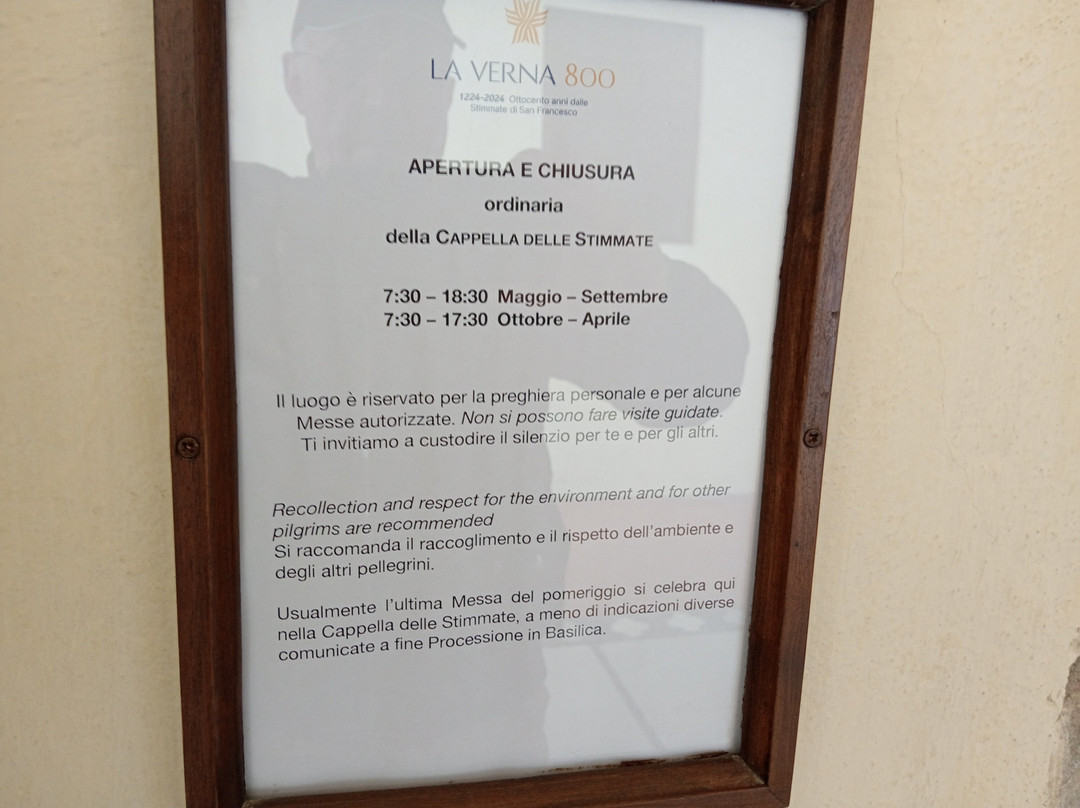 LA VERNA 800
1224-2024 Ottocento anni dalle
Stimmate di San Francesco
APERTURA E CHIUSURA
ordinaria
della CAPPELLA DELLE STIMMATE
7:30 – 18:30 Maggio – Settembre
7:30 – 17:30 Ottobre – Aprile
Il luogo è riservato per la preghiera personale e per alcune
Messe autorizzate. Non si possono fare visite guidate.
Ti invitiamo a custodire il silenzio per te e per gli altri.
Recollection and respect for the environment and for other
pilgrims are recommended
Si raccomanda il raccoglimento e il rispetto dell'ambiente e
degli altri pellegrini.
Usualmente l'ultima Messa del pomeriggio si celebra qui
nella Cappella delle Stimmate, a meno di indicazioni diverse
comunicate a fine Processione in Basilica.